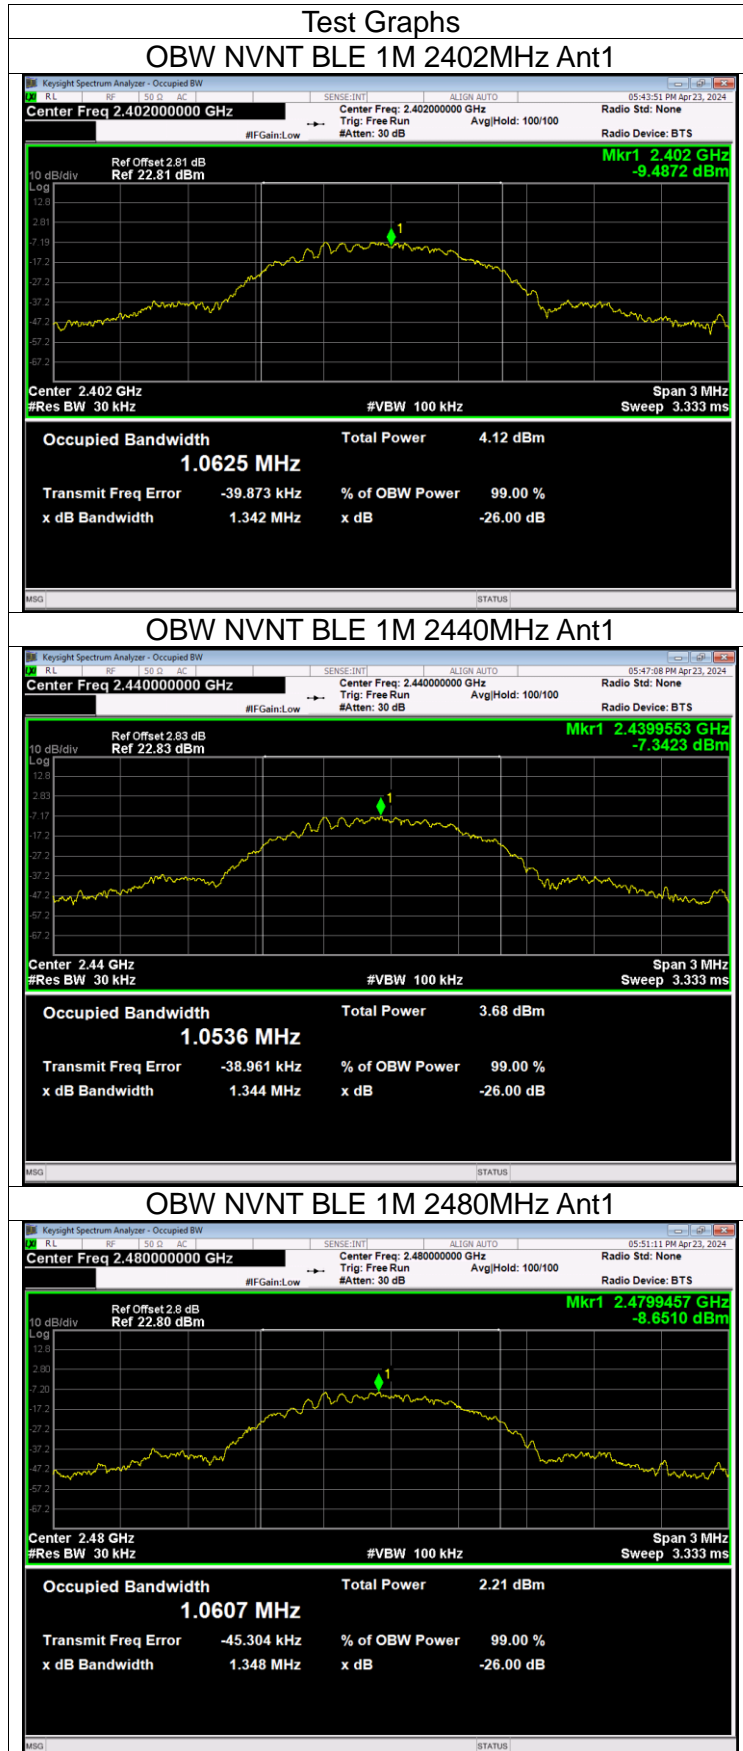 Test Graphs
OBW NVNT BLE 1M 2402MHz Ant1
Keysight Spectrum Analyzer - Occupied BW
RL RF 50 Ω AC SENSE:INT ALIGN AUTO 05:43:51 PM Apr 23, 2024
Center Freq 2.402000000 GHz Center Freq: 2.402000000 GHz Radio Std: None
Trig: Free Run Avg|Hold: 100/100
#IFGain:Low #Atten: 30 dB Radio Device: BTS
Mkr1 2.402 GHz
-9.4872 dBm
Ref Offset 2.81 dB
10 dB/div Ref 22.81 dBm
Log
12.8
2.81
-7.19
-17.2
-27.2
-37.2
-47.2
-57.2
-67.2
1
Center 2.402 GHz Span 3 MHz
#Res BW 30 kHz #VBW 100 kHz Sweep 3.333 ms
Occupied Bandwidth Total Power 4.12 dBm
1.0625 MHz
Transmit Freq Error -39.873 kHz % of OBW Power 99.00 %
x dB Bandwidth 1.342 MHz x dB -26.00 dB
MSG STATUS
OBW NVNT BLE 1M 2440MHz Ant1
Keysight Spectrum Analyzer - Occupied BW
RL RF 50 Ω AC SENSE:INT ALIGN AUTO 05:47:08 PM Apr 23, 2024
Center Freq 2.440000000 GHz Center Freq: 2.440000000 GHz Radio Std: None
Trig: Free Run Avg|Hold: 100/100
#IFGain:Low #Atten: 30 dB Radio Device: BTS
Mkr1 2.4399553 GHz
-7.3423 dBm
Ref Offset 2.83 dB
10 dB/div Ref 22.83 dBm
Log
12.8
2.83
-7.17
-17.2
-27.2
-37.2
-47.2
-57.2
-67.2
1
Center 2.44 GHz Span 3 MHz
#Res BW 30 kHz #VBW 100 kHz Sweep 3.333 ms
Occupied Bandwidth Total Power 3.68 dBm
1.0536 MHz
Transmit Freq Error -38.961 kHz % of OBW Power 99.00 %
x dB Bandwidth 1.344 MHz x dB -26.00 dB
MSG STATUS
OBW NVNT BLE 1M 2480MHz Ant1
Keysight Spectrum Analyzer - Occupied BW
RL RF 50 Ω AC SENSE:INT ALIGN AUTO 05:51:11 PM Apr 23, 2024
Center Freq 2.480000000 GHz Center Freq: 2.480000000 GHz Radio Std: None
Trig: Free Run Avg|Hold: 100/100
#IFGain:Low #Atten: 30 dB Radio Device: BTS
Mkr1 2.4799457 GHz
-8.6510 dBm
Ref Offset 2.8 dB
10 dB/div Ref 22.80 dBm
Log
12.8
2.80
-7.20
-17.2
-27.2
-37.2
-47.2
-57.2
-67.2
1
Center 2.48 GHz Span 3 MHz
#Res BW 30 kHz #VBW 100 kHz Sweep 3.333 ms
Occupied Bandwidth Total Power 2.21 dBm
1.0607 MHz
Transmit Freq Error -45.304 kHz % of OBW Power 99.00 %
x dB Bandwidth 1.348 MHz x dB -26.00 dB
MSG STATUS